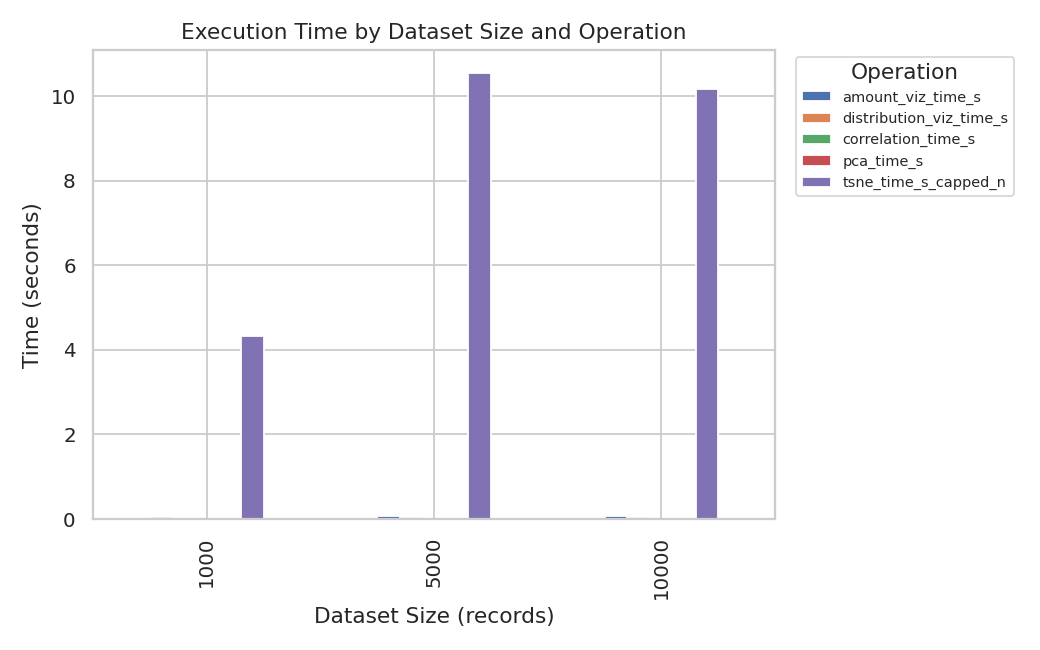 Execution Time by Dataset Size and Operation
Time (seconds)
10
8
6
4
2
0
1000
5000
10000
Dataset Size (records)
Operation
amount_viz_time_s
distribution_viz_time_s
correlation_time_s
pca_time_s
tsne_time_s_capped_n